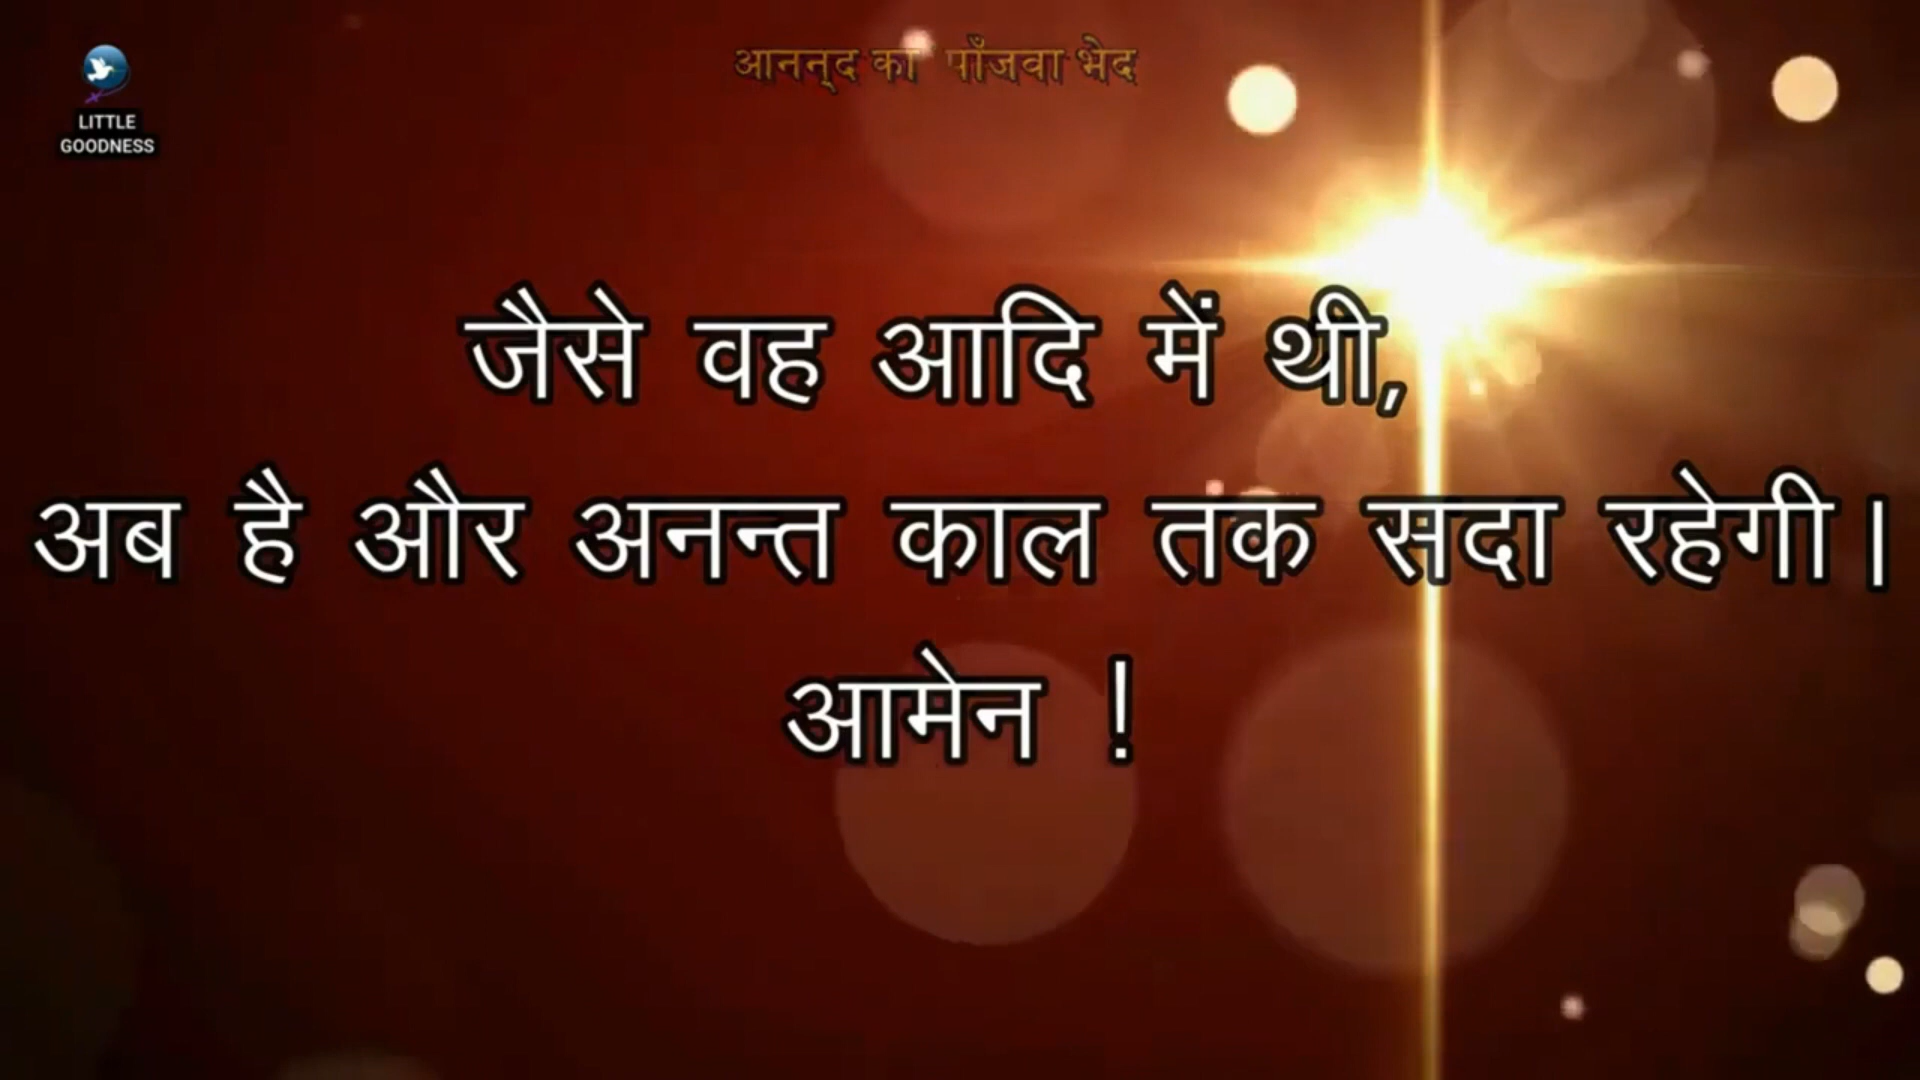 आनन्द का पाँजवा भेद
LITTLE
GOODNESS
जैसे वह आदि में थी,
अब है और अनन्त काल तक सदा रहेगी।
आमेन !